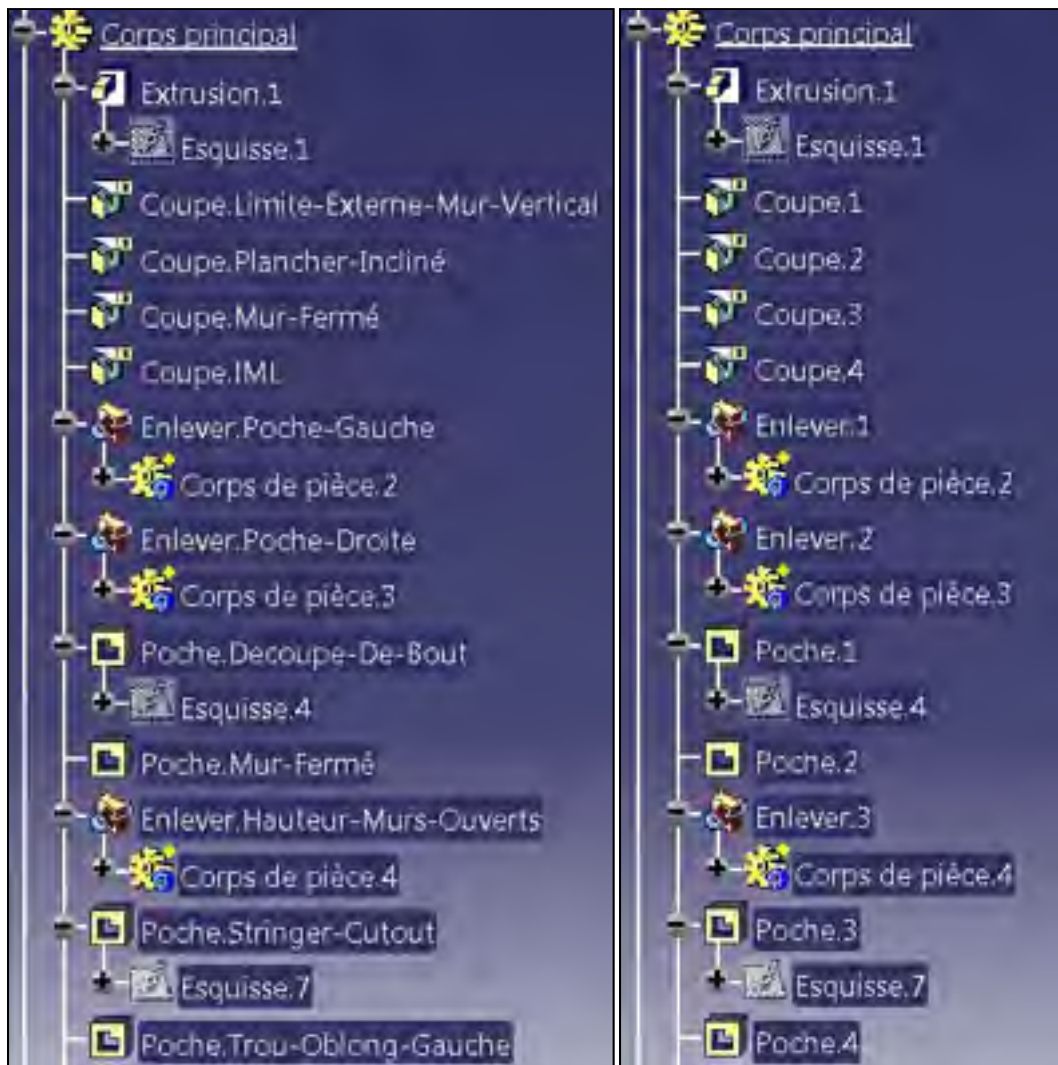 Corps principal
Extrusion.1
Esquisse.1
Coupe.Limite-Externe-Mur-Vertical
Coupe.Plancher-Incliné
Coupe.Mur-Fermé
Coupe.IML
Enlever.Poche-Gauche
Corps de pièce.2
Enlever.Poche-Droite
Corps de pièce.3
Poche.Decoupe-De-Bout
Esquisse.4
Poche.Mur-Fermé
Enlever.Hauteur-Murs-Ouverts
Corps de pièce.4
Poche.Stringer-Cutout
Esquisse.7
Poche.Trou-Oblong-Gauche
Corps principal
Extrusion.1
Esquisse.1
Coupe.1
Coupe.2
Coupe.3
Coupe.4
Enlever.1
Corps de pièce.2
Enlever.2
Corps de pièce.3
Poche.1
Esquisse.4
Poche.2
Enlever.3
Corps de pièce.4
Poche.3
Esquisse.7
Poche.4